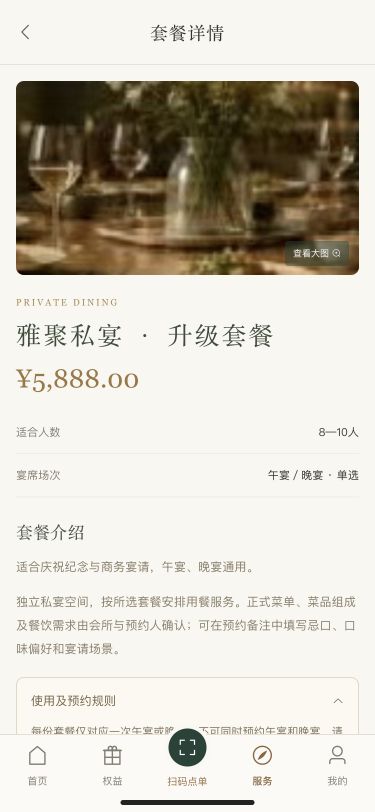 套餐详情
查看大图
PRIVATE DINING
雅聚私宴 · 升级套餐
¥5,888.00
适合人数 8—10人
宴席场次 午宴 / 晚宴 · 单选
套餐介绍
适合庆祝纪念与商务宴请，午宴、晚宴通用。
独立私宴空间，按所选套餐安排用餐服务。正式菜单、菜品组成
及餐饮需求由会所与预约人确认；可在预约备注中填写忌口、口
味偏好和宴请场景。
使用及预约规则
每份套餐仅对应一次午宴或晚 不可同时预约午宴和晚宴 请
首页 权益 扫码点单 服务 我的